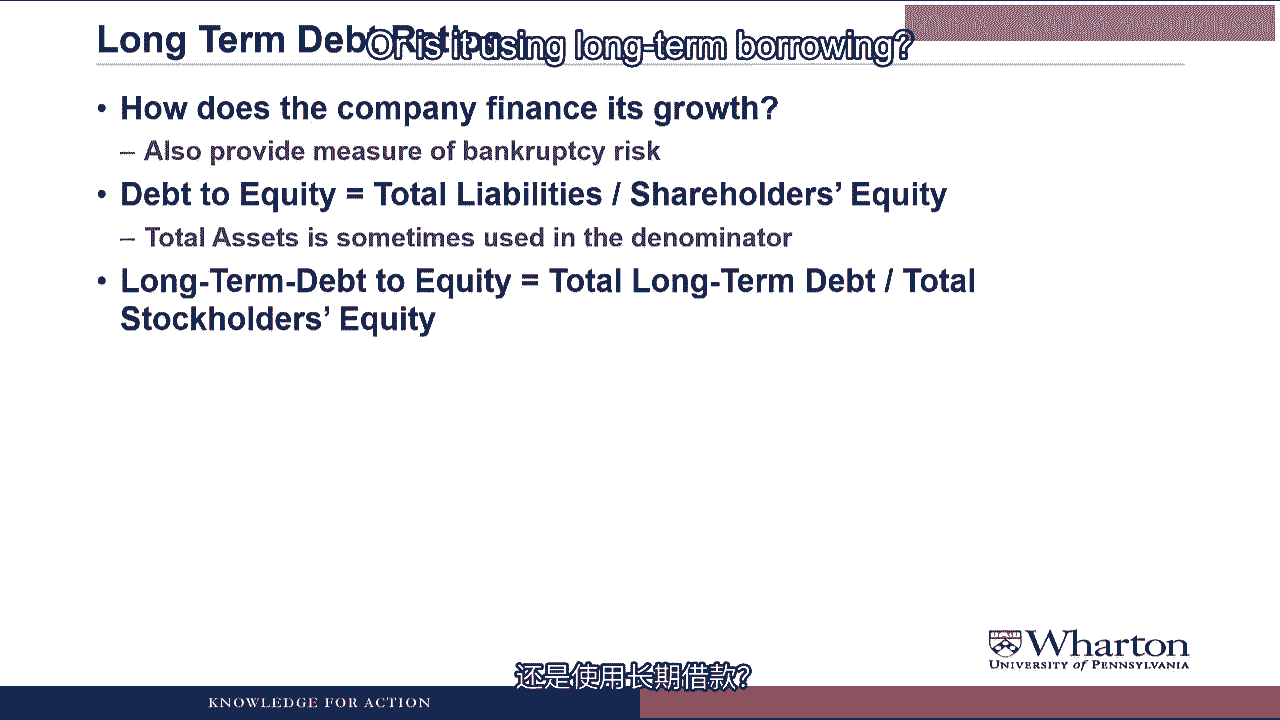 Long Term Debt Ratios
Or is it using long-term borrowing?
• How does the company finance its growth?
– Also provide measure of bankruptcy risk
• Debt to Equity = Total Liabilities / Shareholders’ Equity
– Total Assets is sometimes used in the denominator
• Long-Term-Debt to Equity = Total Long-Term Debt / Total
Stockholders’ Equity
Wharton
UNIVERSITY of PENNSYLVANIA
还是使用长期借款?
KNOWLEDGE FOR ACTION